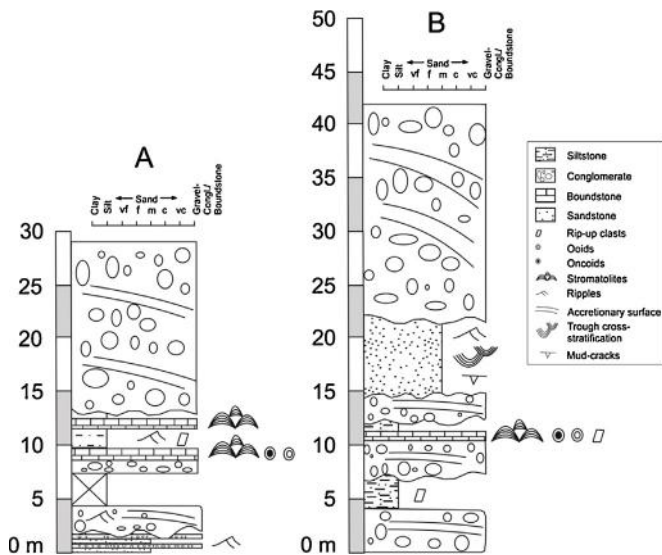 A
Clay
Silt
vf
f
m
c
vc
Sand
Gravel-
Congl./
Boundstone
30
25
20
15
10
5
0 m
B
Clay
Silt
vf
f
m
c
vc
Sand
Gravel-
Congl./
Boundstone
50
45
40
35
30
25
20
15
10
5
0 m
Siltstone
Conglomerate
Boundstone
Sandstone
Rip-up clasts
Ooids
Oncoids
Stromatolites
Ripples
Accretionary surface
Trough cross-
stratification
Mud-cracks